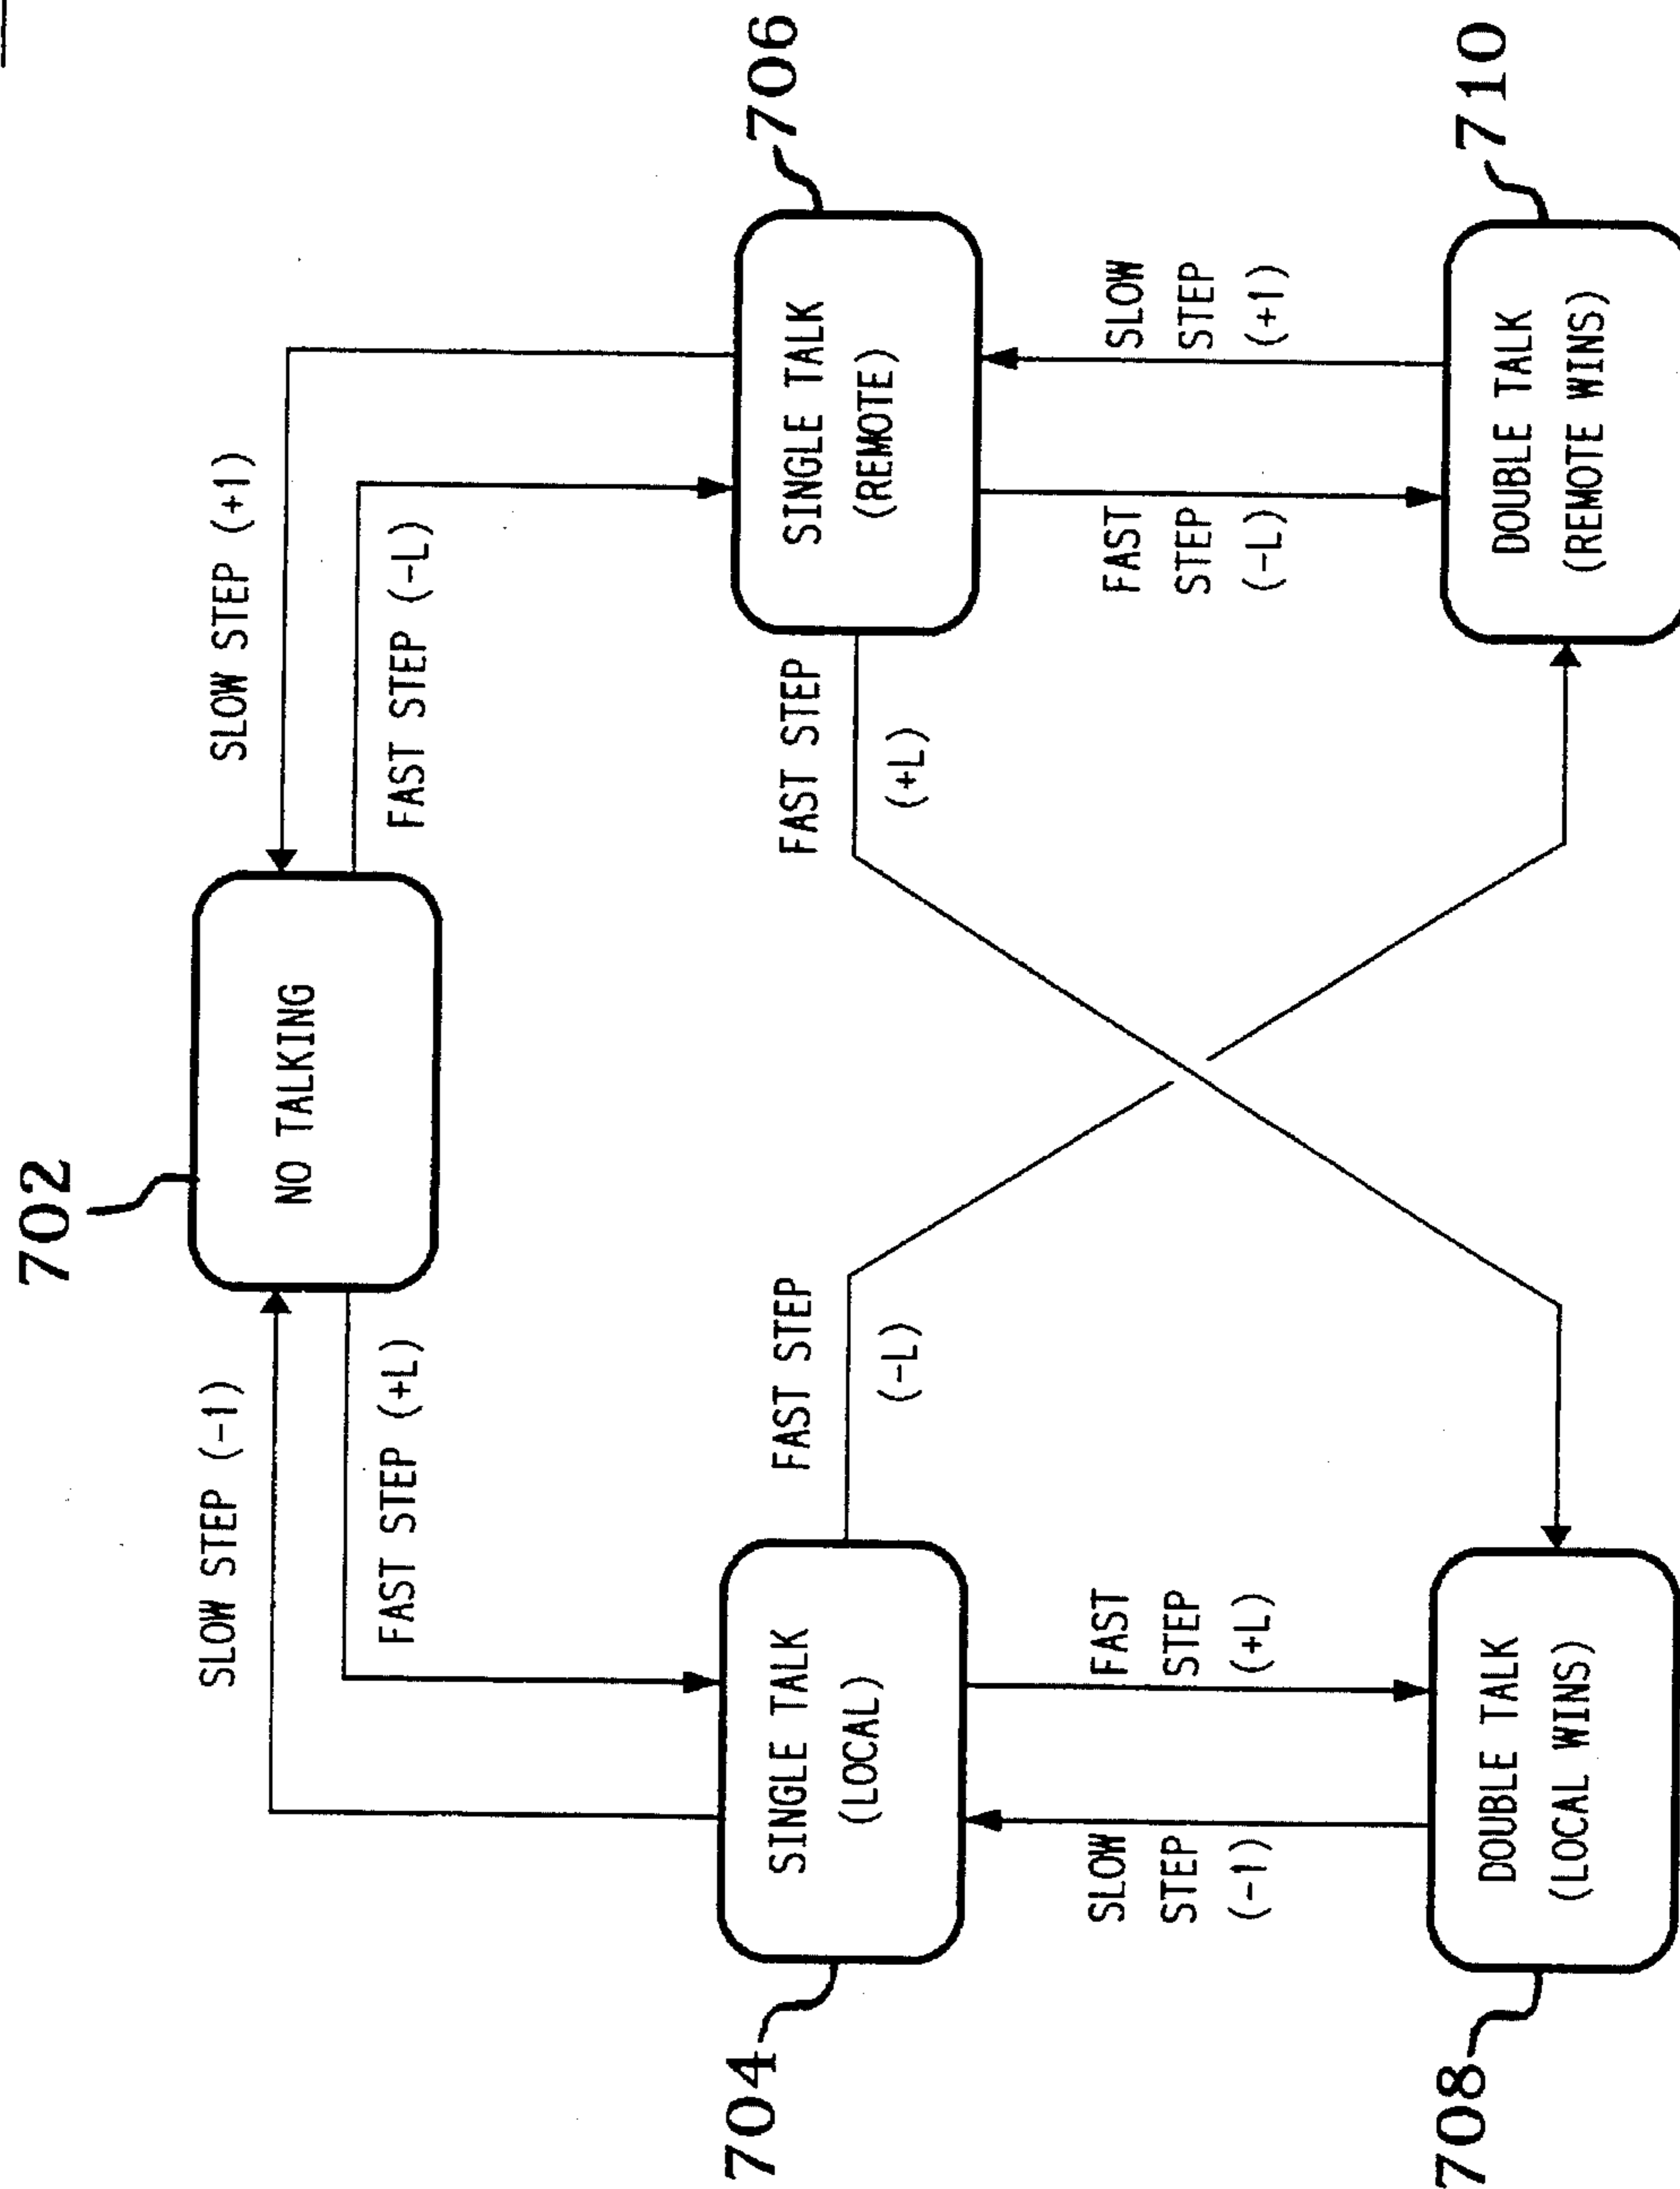 702
NO TALKING
SLOW STEP (-1)
FAST STEP (+L)
SLOW STEP (+1)
FAST STEP (-L)
704
SINGLE TALK
(LOCAL)
FAST STEP
(-L)
FAST STEP
(+L)
SINGLE TALK
(REMOTE)
706
SLOW
STEP
(-1)
FAST
STEP
(+L)
FAST
STEP
(-L)
SLOW
STEP
(+1)
708
DOUBLE TALK
(LOCAL WINS)
DOUBLE TALK
(REMOTE WINS)
710